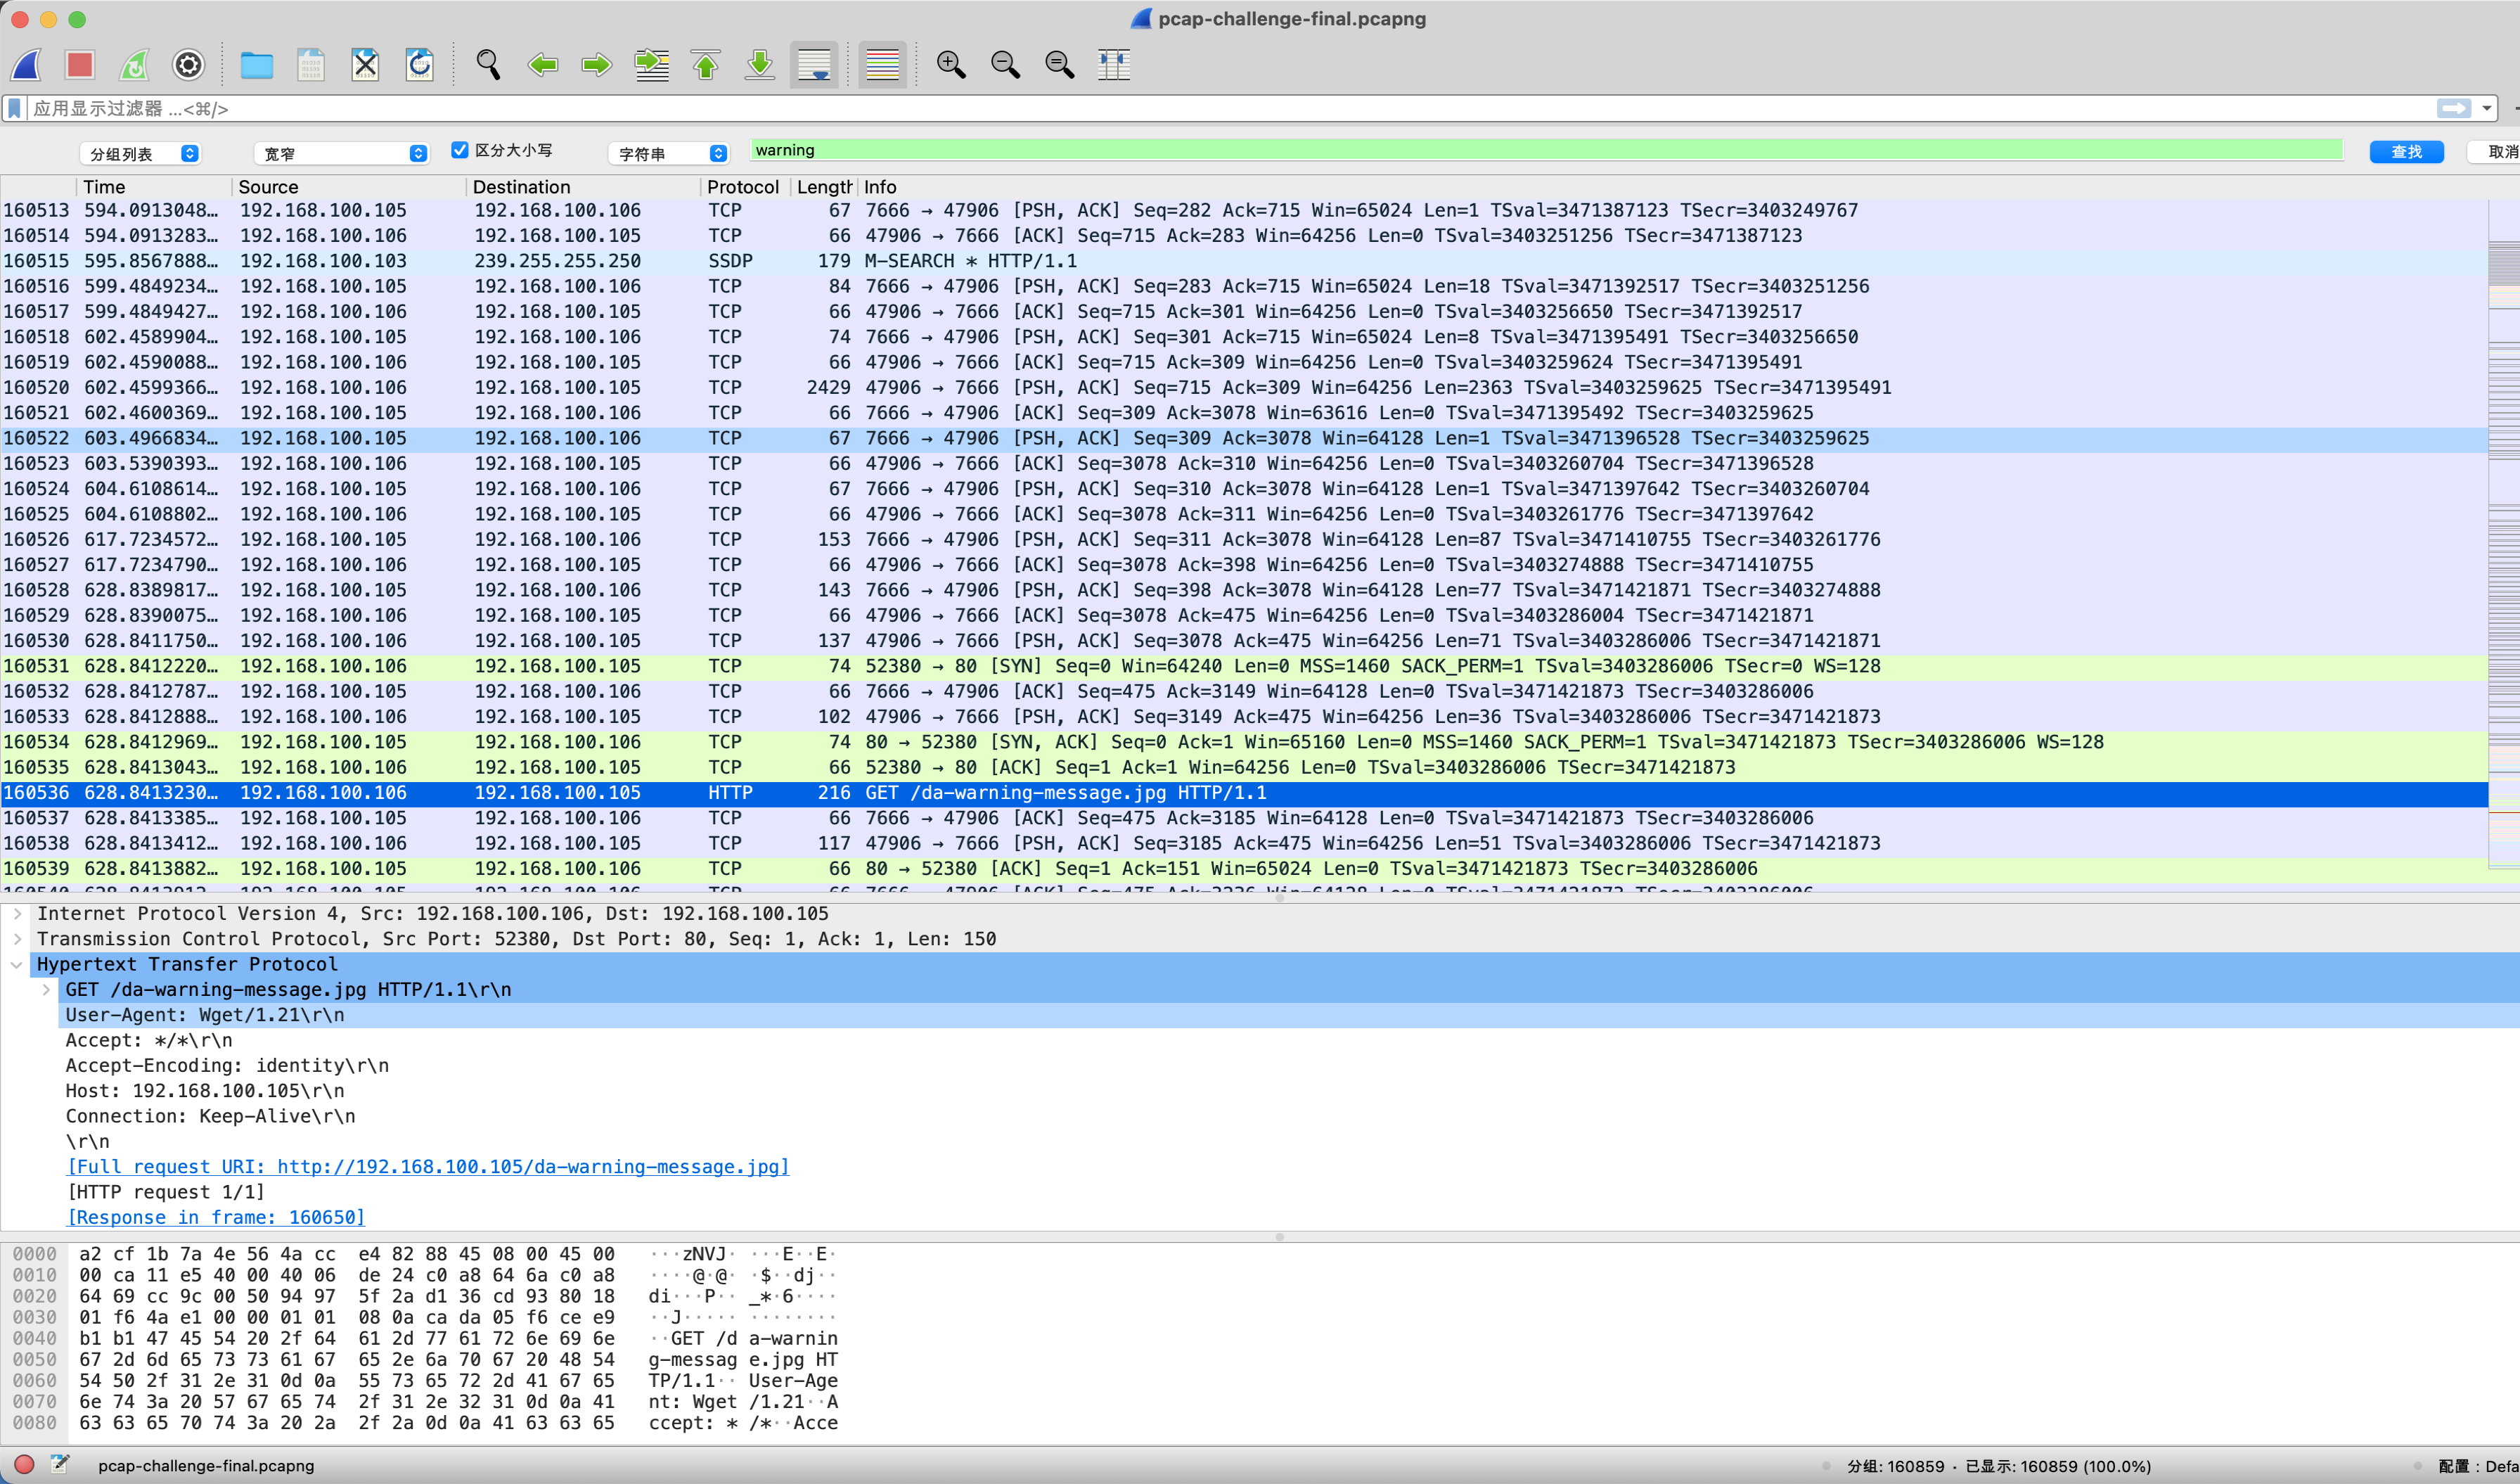 pcap-challenge-final.pcapng
应用显示过滤器 …<⌘/>
分组列表 宽窄 区分大小写 字符串 warning 查找 取消
Time Source Destination Protocol Length Info
160513 594.0913048… 192.168.100.105 192.168.100.106 TCP 67 7666 → 47906 [PSH, ACK] Seq=282 Ack=715 Win=65024 Len=1 TSval=3471387123 TSecr=3403249767
160514 594.0913283… 192.168.100.106 192.168.100.105 TCP 66 47906 → 7666 [ACK] Seq=715 Ack=283 Win=64256 Len=0 TSval=3403251256 TSecr=3471387123
160515 595.8567888… 192.168.100.103 239.255.255.250 SSDP 179 M-SEARCH * HTTP/1.1
160516 599.4849234… 192.168.100.105 192.168.100.106 TCP 84 7666 → 47906 [PSH, ACK] Seq=283 Ack=715 Win=65024 Len=18 TSval=3471392517 TSecr=3403251256
160517 599.4849427… 192.168.100.106 192.168.100.105 TCP 66 47906 → 7666 [ACK] Seq=715 Ack=301 Win=64256 Len=0 TSval=3403256650 TSecr=3471392517
160518 602.4589904… 192.168.100.105 192.168.100.106 TCP 74 7666 → 47906 [PSH, ACK] Seq=301 Ack=715 Win=65024 Len=8 TSval=3471395491 TSecr=3403256650
160519 602.4590088… 192.168.100.106 192.168.100.105 TCP 66 47906 → 7666 [ACK] Seq=715 Ack=309 Win=64256 Len=0 TSval=3403259624 TSecr=3471395491
160520 602.4599366… 192.168.100.106 192.168.100.105 TCP 2429 47906 → 7666 [PSH, ACK] Seq=715 Ack=309 Win=64256 Len=2363 TSval=3403259625 TSecr=3471395491
160521 602.4600369… 192.168.100.105 192.168.100.106 TCP 66 7666 → 47906 [ACK] Seq=309 Ack=3078 Win=63616 Len=0 TSval=3471395492 TSecr=3403259625
160522 603.4966834… 192.168.100.105 192.168.100.106 TCP 67 7666 → 47906 [PSH, ACK] Seq=309 Ack=3078 Win=64128 Len=1 TSval=3471396528 TSecr=3403259625
160523 603.5390393… 192.168.100.106 192.168.100.105 TCP 66 47906 → 7666 [ACK] Seq=3078 Ack=310 Win=64256 Len=0 TSval=3403260704 TSecr=3471396528
160524 604.6108614… 192.168.100.105 192.168.100.106 TCP 67 7666 → 47906 [PSH, ACK] Seq=310 Ack=3078 Win=64128 Len=1 TSval=3471397642 TSecr=3403260704
160525 604.6108802… 192.168.100.106 192.168.100.105 TCP 66 47906 → 7666 [ACK] Seq=3078 Ack=311 Win=64256 Len=0 TSval=3403261776 TSecr=3471397642
160526 617.7234572… 192.168.100.105 192.168.100.106 TCP 153 7666 → 47906 [PSH, ACK] Seq=311 Ack=3078 Win=64128 Len=87 TSval=3471410755 TSecr=3403261776
160527 617.7234790… 192.168.100.106 192.168.100.105 TCP 66 47906 → 7666 [ACK] Seq=3078 Ack=398 Win=64256 Len=0 TSval=3403274888 TSecr=3471410755
160528 628.8389817… 192.168.100.105 192.168.100.106 TCP 143 7666 → 47906 [PSH, ACK] Seq=398 Ack=3078 Win=64128 Len=77 TSval=3471421871 TSecr=3403274888
160529 628.8390075… 192.168.100.106 192.168.100.105 TCP 66 47906 → 7666 [ACK] Seq=3078 Ack=475 Win=64256 Len=0 TSval=3403286004 TSecr=3471421871
160530 628.8411750… 192.168.100.106 192.168.100.105 TCP 137 47906 → 7666 [PSH, ACK] Seq=3078 Ack=475 Win=64256 Len=71 TSval=3403286006 TSecr=3471421871
160531 628.8412220… 192.168.100.106 192.168.100.105 TCP 74 52380 → 80 [SYN] Seq=0 Win=64240 Len=0 MSS=1460 SACK_PERM=1 TSval=3403286006 TSecr=0 WS=128
160532 628.8412787… 192.168.100.105 192.168.100.106 TCP 66 7666 → 47906 [ACK] Seq=475 Ack=3149 Win=64128 Len=0 TSval=3471421873 TSecr=3403286006
160533 628.8412888… 192.168.100.106 192.168.100.105 TCP 102 47906 → 7666 [PSH, ACK] Seq=3149 Ack=475 Win=64256 Len=36 TSval=3403286006 TSecr=3471421873
160534 628.8412969… 192.168.100.105 192.168.100.106 TCP 74 80 → 52380 [SYN, ACK] Seq=0 Ack=1 Win=65160 Len=0 MSS=1460 SACK_PERM=1 TSval=3471421873 TSecr=3403286006 WS=128
160535 628.8413043… 192.168.100.106 192.168.100.105 TCP 66 52380 → 80 [ACK] Seq=1 Ack=1 Win=64256 Len=0 TSval=3403286006 TSecr=3471421873
160536 628.8413230… 192.168.100.106 192.168.100.105 HTTP 216 GET /da-warning-message.jpg HTTP/1.1
160537 628.8413385… 192.168.100.105 192.168.100.106 TCP 66 7666 → 47906 [ACK] Seq=475 Ack=3185 Win=64128 Len=0 TSval=3471421873 TSecr=3403286006
160538 628.8413412… 192.168.100.106 192.168.100.105 TCP 117 47906 → 7666 [PSH, ACK] Seq=3185 Ack=475 Win=64256 Len=51 TSval=3403286006 TSecr=3471421873
160539 628.8413882… 192.168.100.105 192.168.100.106 TCP 66 80 → 52380 [ACK] Seq=1 Ack=151 Win=65024 Len=0 TSval=3471421873 TSecr=3403286006
Internet Protocol Version 4, Src: 192.168.100.106, Dst: 192.168.100.105
Transmission Control Protocol, Src Port: 52380, Dst Port: 80, Seq: 1, Ack: 1, Len: 150
Hypertext Transfer Protocol
GET /da-warning-message.jpg HTTP/1.1\r\n
User-Agent: Wget/1.21\r\n
Accept: */*\r\n
Accept-Encoding: identity\r\n
Host: 192.168.100.105\r\n
Connection: Keep-Alive\r\n
\r\n
[Full request URI: http://192.168.100.105/da-warning-message.jpg]
[HTTP request 1/1]
[Response in frame: 160650]
0000 a2 cf 1b 7a 4e 56 4a cc e4 82 88 45 08 00 45 00 ···zNVJ· ···E··E·
0010 00 ca 11 e5 40 00 40 06 de 24 c0 a8 64 6a c0 a8 ····@·@· ·$··dj··
0020 64 69 cc 9c 00 50 94 97 5f 2a d1 36 cd 93 80 18 di···P·· _*·6····
0030 01 f6 4a e1 00 00 01 01 08 0a ca da 05 f6 ce e9 ··J····· ········
0040 b1 b1 47 45 54 20 2f 64 61 2d 77 61 72 6e 69 6e ··GET /d a-warnin
0050 67 2d 6d 65 73 73 61 67 65 2e 6a 70 67 20 48 54 g-messag e.jpg HT
0060 54 50 2f 31 2e 31 0d 0a 55 73 65 72 2d 41 67 65 TP/1.1·· User-Age
0070 6e 74 3a 20 57 67 65 74 2f 31 2e 32 31 0d 0a 41 nt: Wget /1.21··A
0080 63 63 65 70 74 3a 20 2a 2f 2a 0d 0a 41 63 63 65 ccept: * /*··Acce
pcap-challenge-final.pcapng 分组: 160859 · 已显示: 160859 (100.0%) 配置：Defa